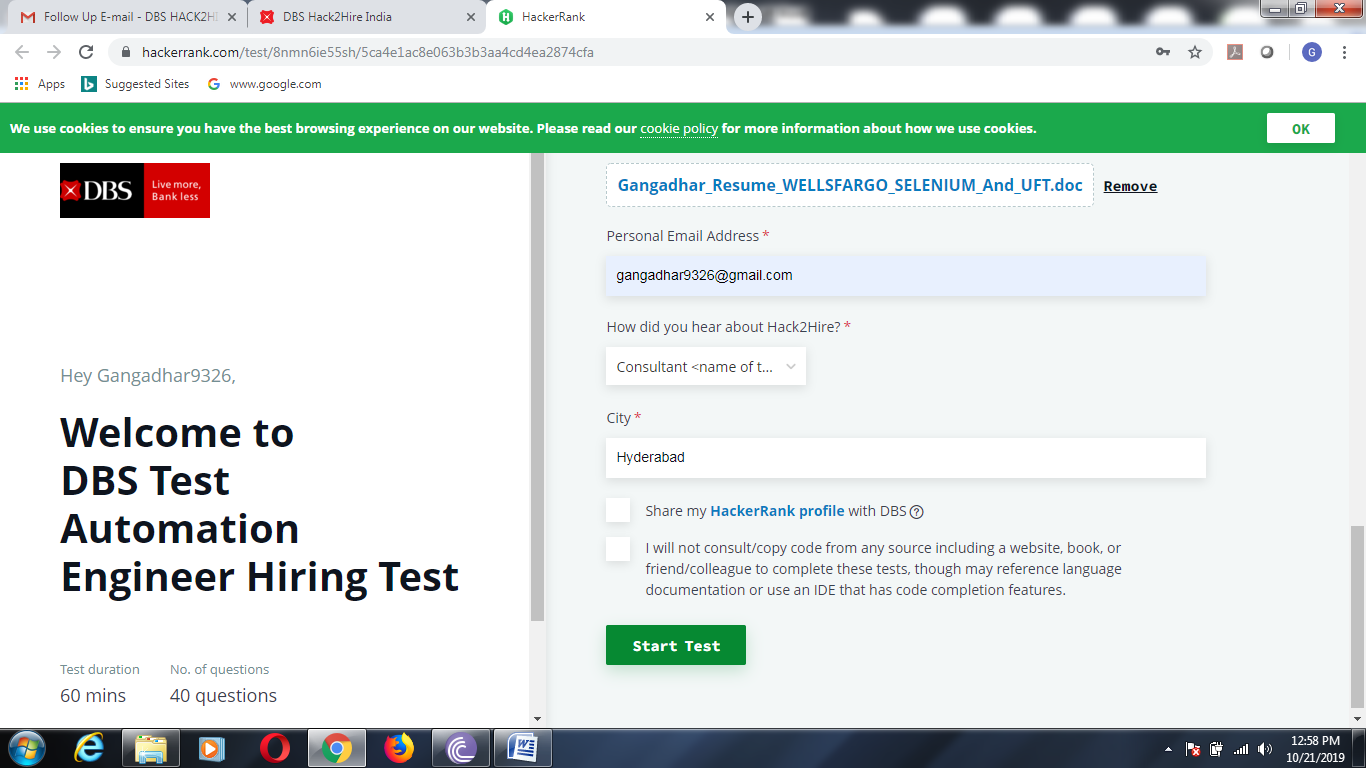 Follow Up E-mail - DBS HACK2HI
DBS Hack2Hire India
HackerRank
hackerrank.com/test/8nmn6ie55sh/5ca4e1ac8e063b3b3aa4cd4ea2874cfa
G
Apps
Suggested Sites
www.google.com
We use cookies to ensure you have the best browsing experience on our website. Please read our cookie policy for more information about how we use cookies.
OK
DBS
Live more,
Bank less
Hey Gangadhar9326,
Welcome to
DBS Test
Automation
Engineer Hiring Test
Test duration
No. of questions
60 mins
40 questions
Gangadhar_Resume_WELLSFARGO_SELENIUM_And_UFT.doc
Remove
Personal Email Address *
gangadhar9326@gmail.com
How did you hear about Hack2Hire? *
Consultant <name of t...
City *
Hyderabad
Share my HackerRank profile with DBS
I will not consult/copy code from any source including a website, book, or
friend/colleague to complete these tests, though may reference language
documentation or use an IDE that has code completion features.
Start Test
12:58 PM
10/21/2019